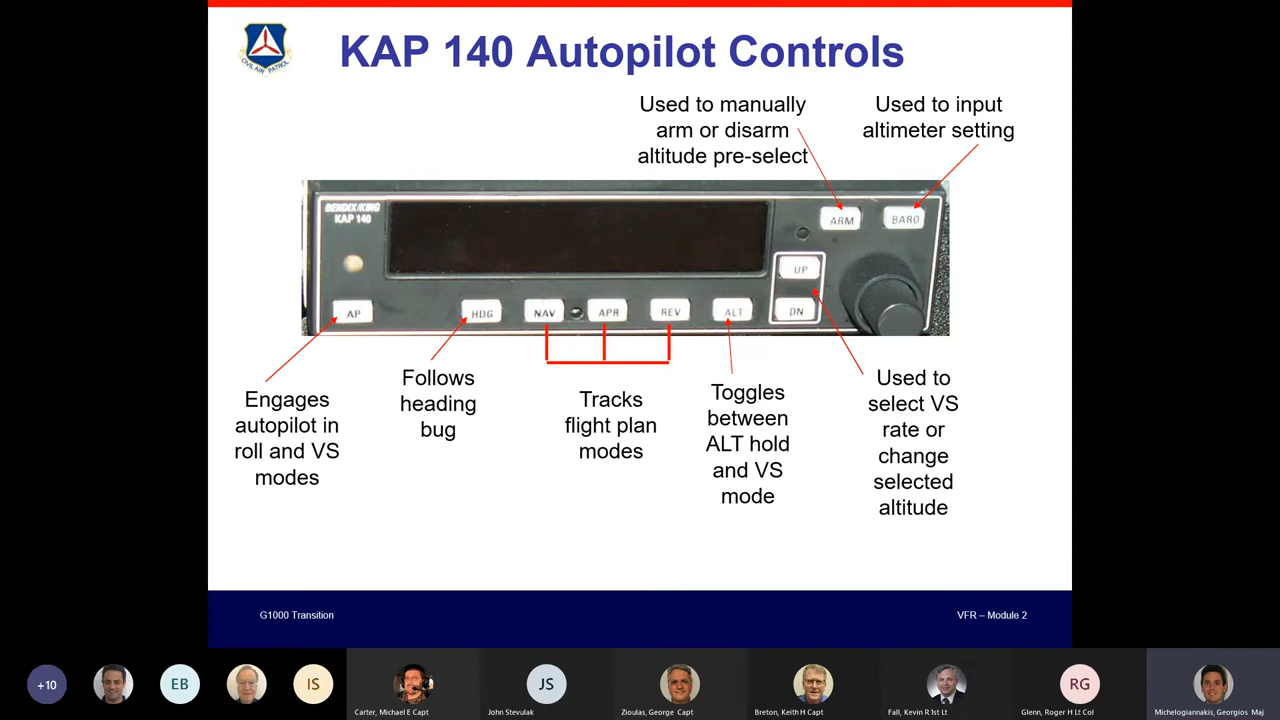 KAP 140 Autopilot Controls
CIVIL AIR PATROL
Used to manually
arm or disarm
altitude pre-select
Used to input
altimeter setting
BENDIX/KING
KAP 140
ARM
BARO
UP
DN
AP
HDG
NAV
APR
REV
ALT
Engages
autopilot in
roll and VS
modes
Follows
heading
bug
Tracks
flight plan
modes
Toggles
between
ALT hold
and VS
mode
Used to
select VS
rate or
change
selected
altitude
G1000 Transition
VFR – Module 2
+10
EB
IS
JS
RG
Carter, Michael E Capt
John Stevulak
Zioulas, George Capt
Breton, Keith H Capt
Fall, Kevin R 1st Lt
Glenn, Roger H Lt Col
Michelogiannakis, Georgios Maj